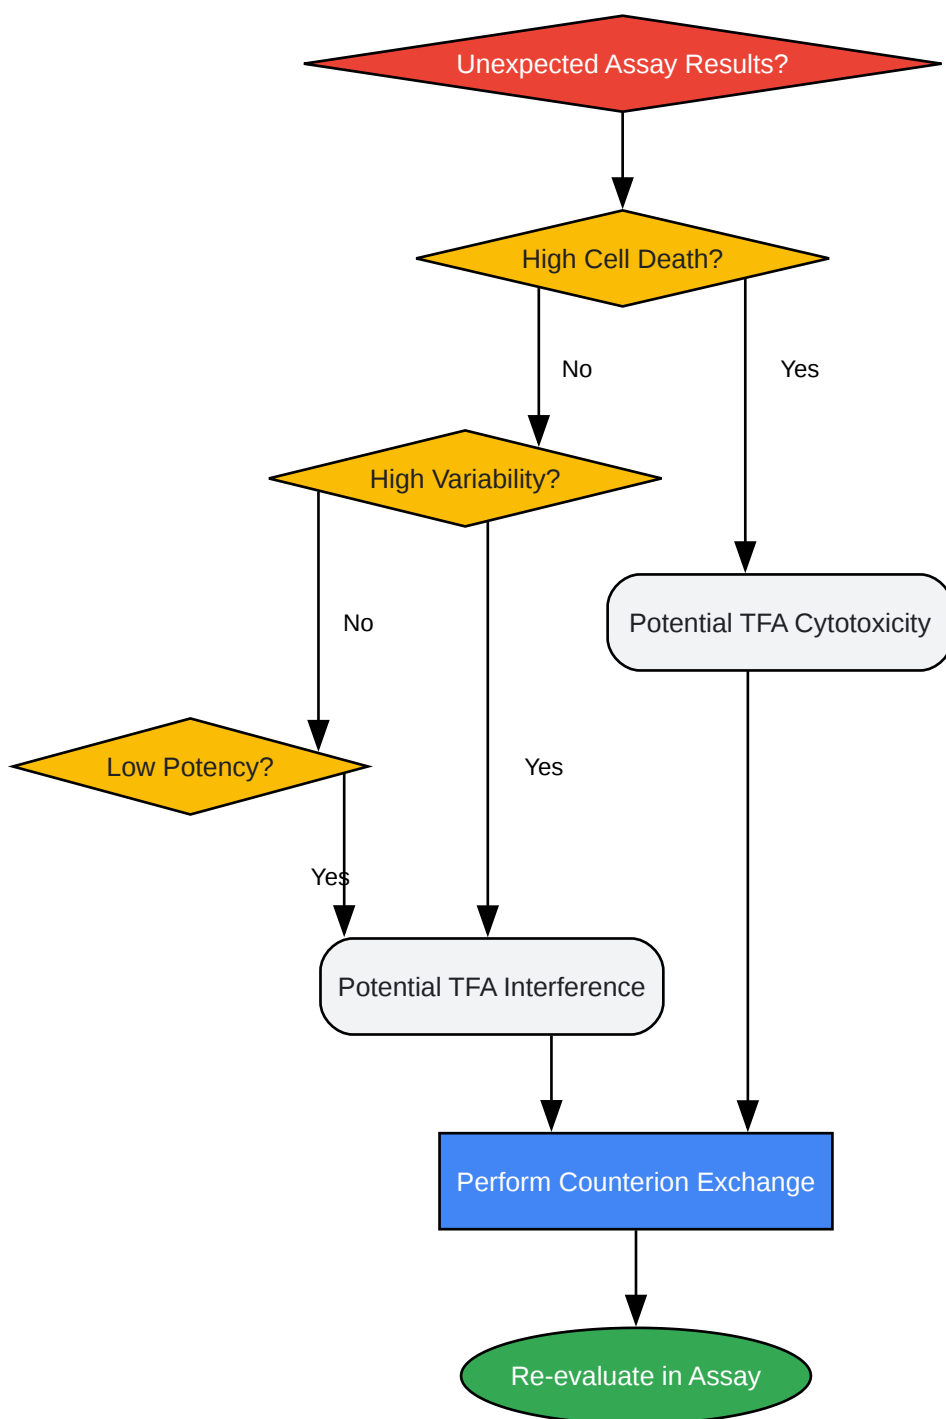 Unexpected Assay Results?
High Cell Death?
No
Yes
High Variability?
No
Potential TFA Cytotoxicity
Low Potency?
Yes
Yes
Potential TFA Interference
Perform Counterion Exchange
Re-evaluate in Assay